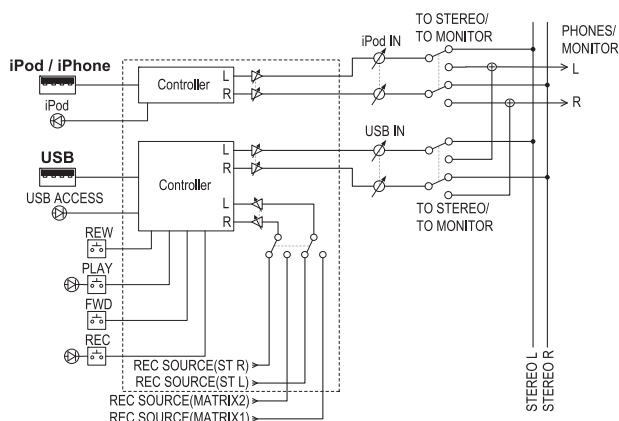 TO STEREO/
TO MONITOR
PHONES/
MONITOR
iPod IN
L
R
iPod / iPhone
Controller
L
R
iPod
USB IN
USB
Controller
L
R
L
R
USB ACCESS
TO STEREO/
TO MONITOR
REW
PLAY
FWD
REC
REC SOURCE(ST R)
REC SOURCE(ST L)
REC SOURCE(MATRIX2)
REC SOURCE(MATRIX1)
STEREO L
STEREO R